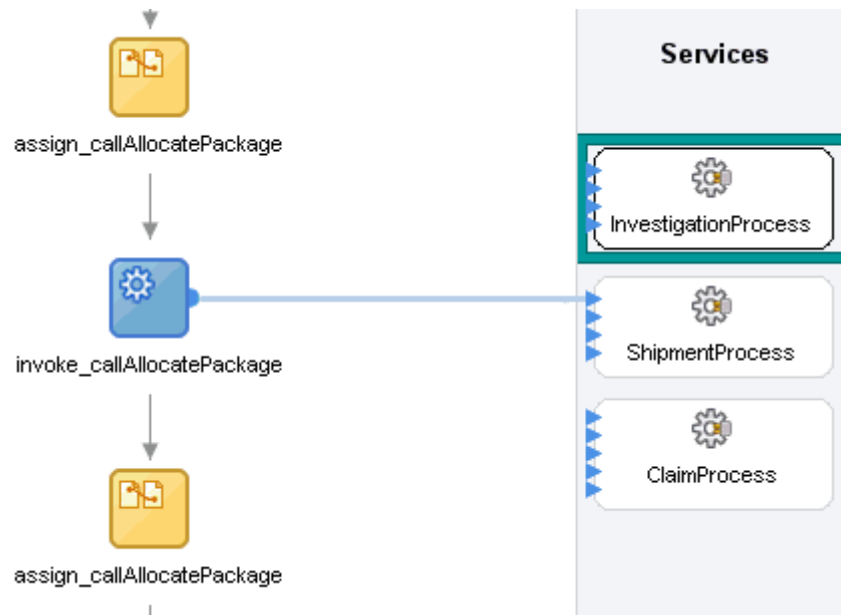 Services
assign_callAllocatePackage
InvestigationProcess
invoke_callAllocatePackage
ShipmentProcess
ClaimProcess
assign_callAllocatePackage